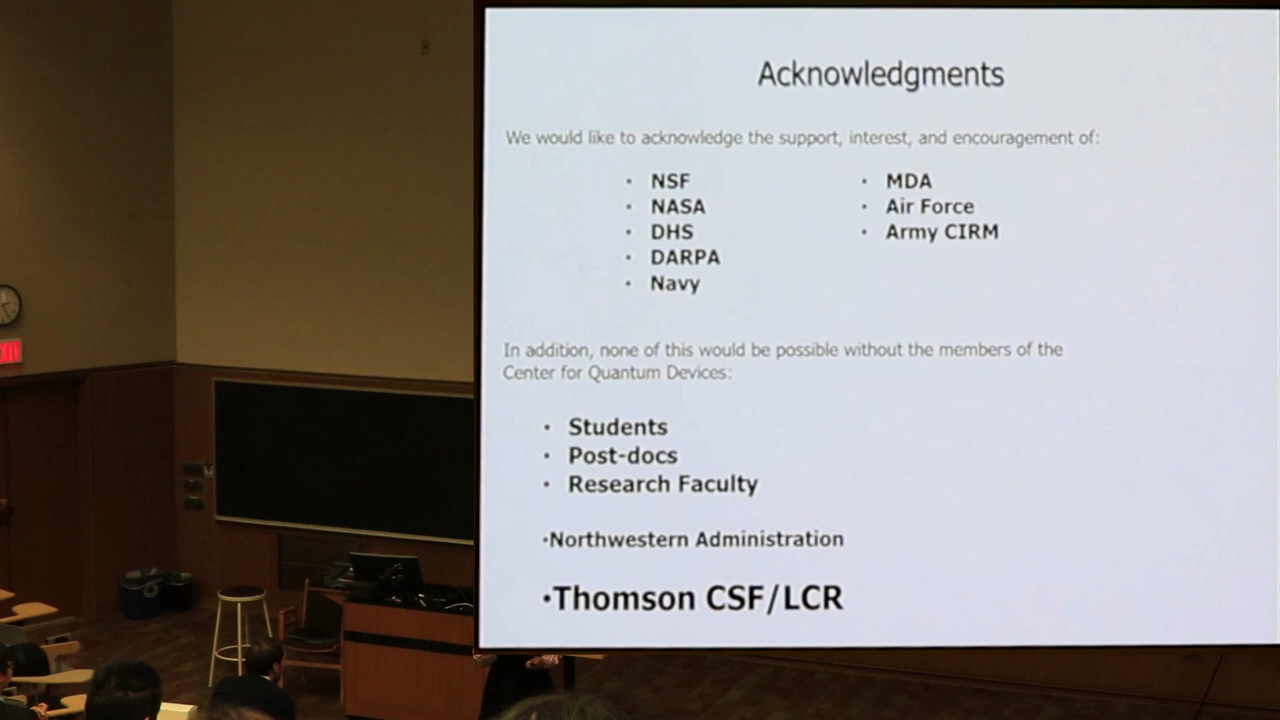 Acknowledgments
We would like to acknowledge the support, interest, and encouragement of:
• NSF
• NASA
• DHS
• DARPA
• Navy
• MDA
• Air Force
• Army CIRM
In addition, none of this would be possible without the members of the
Center for Quantum Devices:
• Students
• Post-docs
• Research Faculty
•Northwestern Administration
•Thomson CSF/LCR